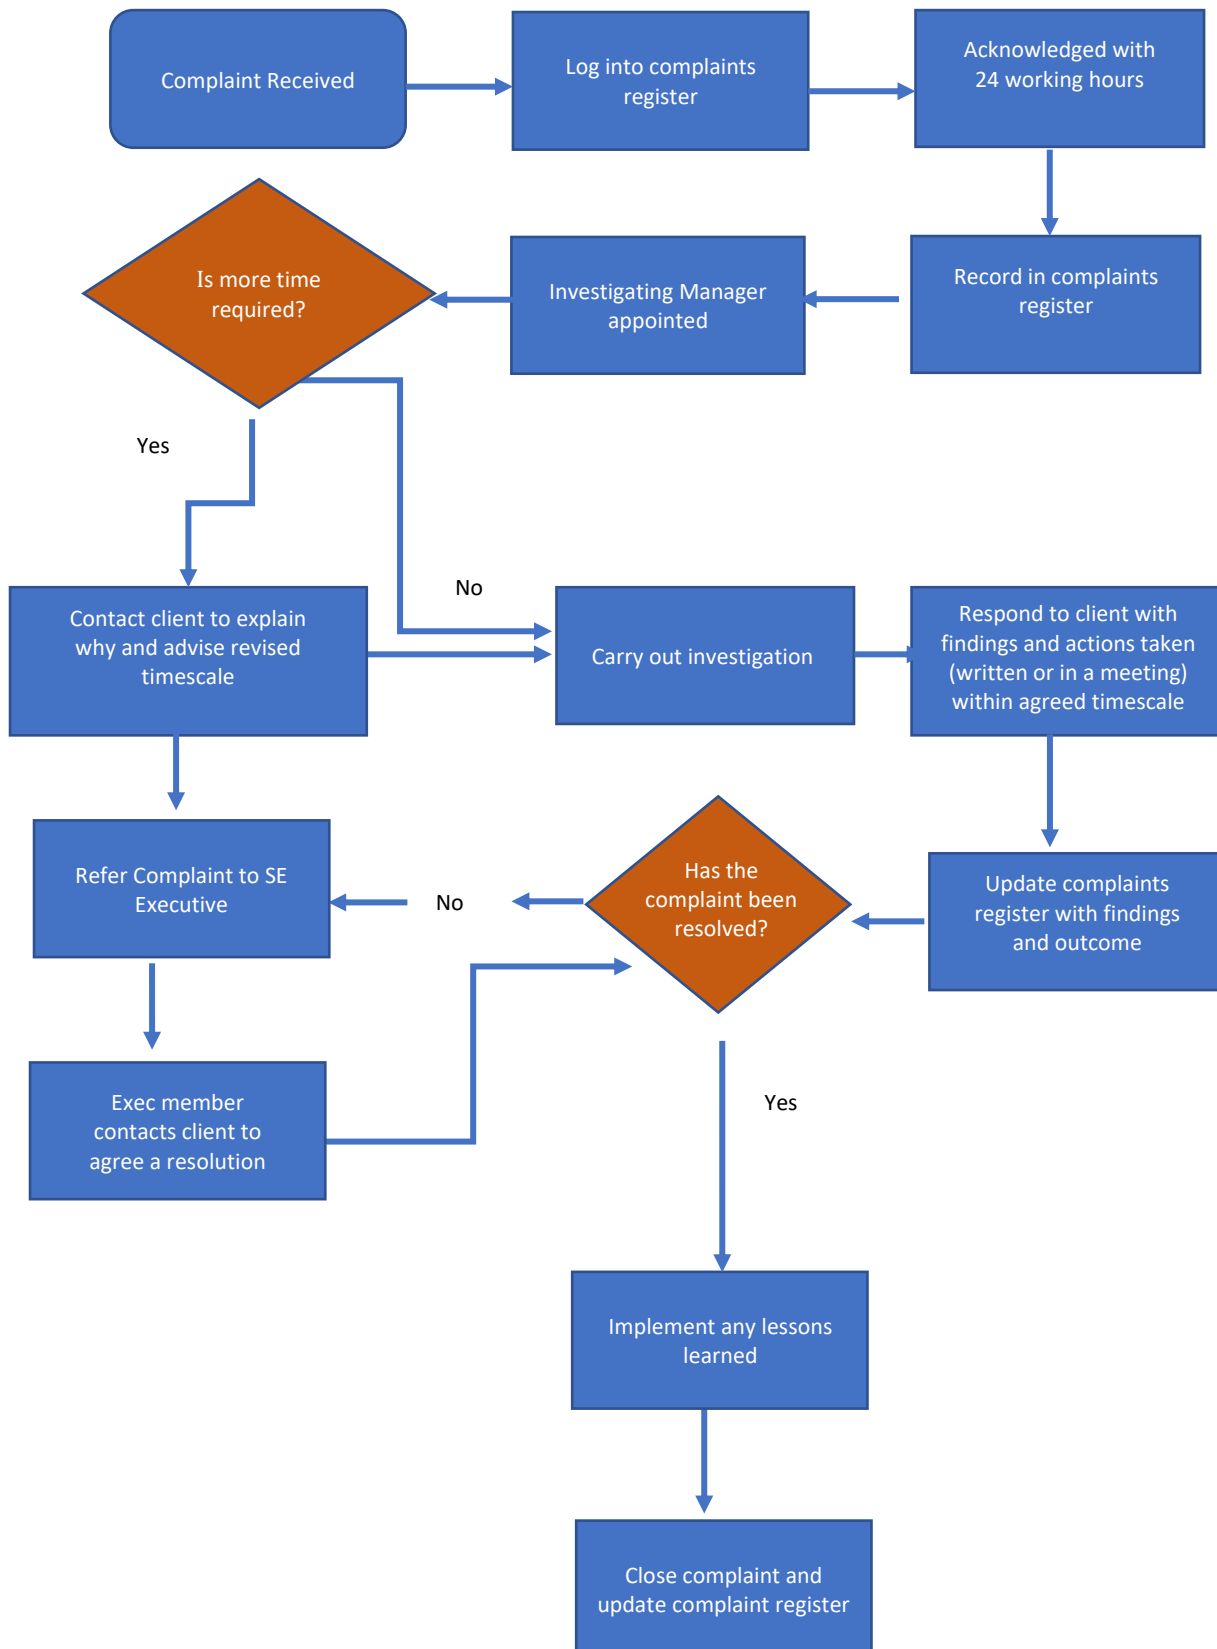 Complaint Received
Log into complaints
register
Acknowledged with
24 working hours
Is more time
required?
Investigating Manager
appointed
Record in complaints
register
Yes
No
Contact client to explain
why and advise revised
timescale
Carry out investigation
Respond to client with
findings and actions taken
(written or in a meeting)
within agreed timescale
Refer Complaint to SE
Executive
No
Has the
complaint been
resolved?
Update complaints
register with findings
and outcome
Exec member
contacts client to
agree a resolution
Yes
Implement any lessons
learned
Close complaint and
update complaint register